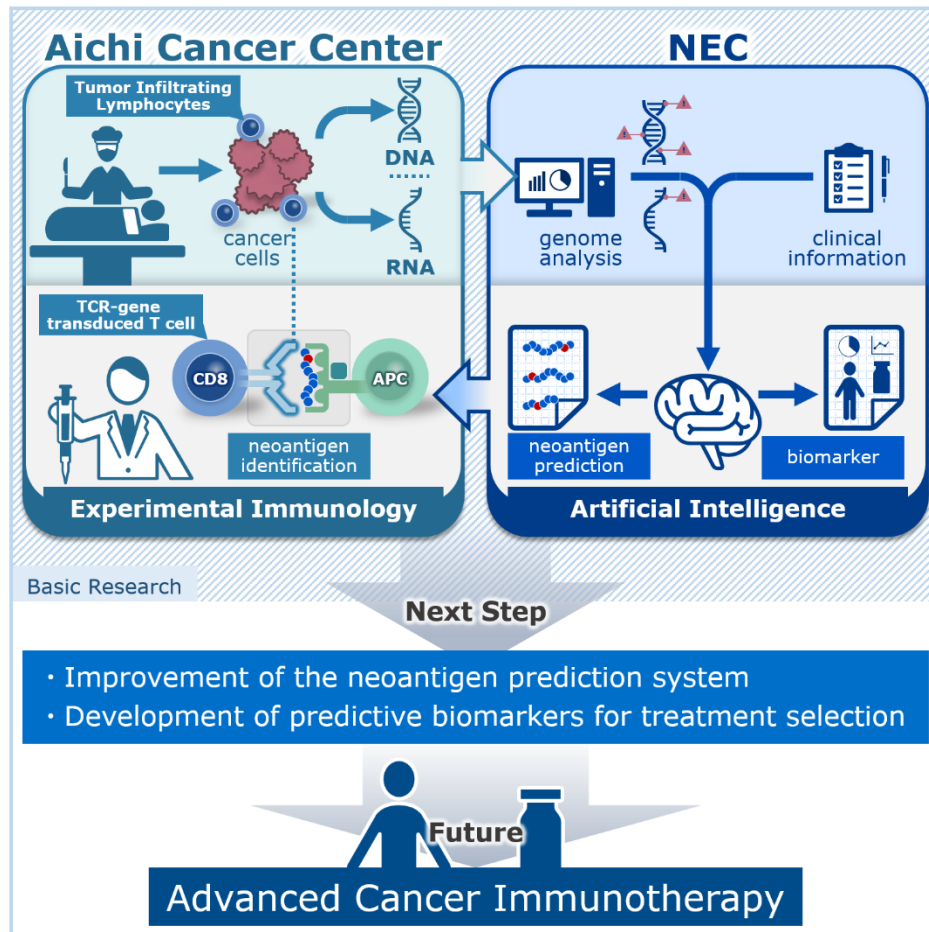 Aichi Cancer Center
NEC
Tumor Infiltrating
Lymphocytes
DNA
RNA
cancer
cells
genome
analysis
clinical
information
TCR-gene
transduced T cell
CD8
APC
neoantigen
identification
neoantigen
prediction
biomarker
Experimental Immunology
Artificial Intelligence
Basic Research
Next Step
・Improvement of the neoantigen prediction system
・Development of predictive biomarkers for treatment selection
Future
Advanced Cancer Immunotherapy